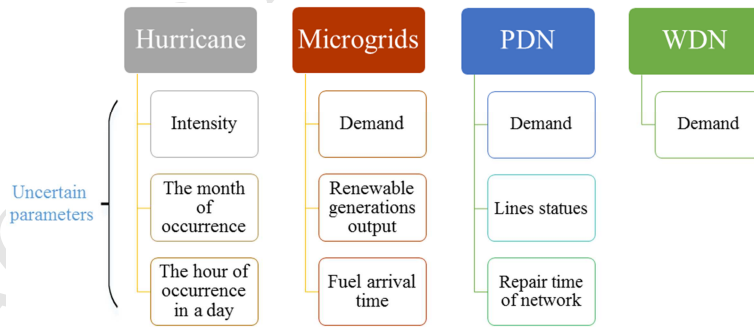 Hurricane
Microgrids
PDN
WDN
Uncertain
parameters
Intensity
The month
of
occurrence
The hour of
occurrence
in a day
Demand
Renewable
generations
output
Fuel arrival
time
Demand
Lines statues
Repair time
of network
Demand